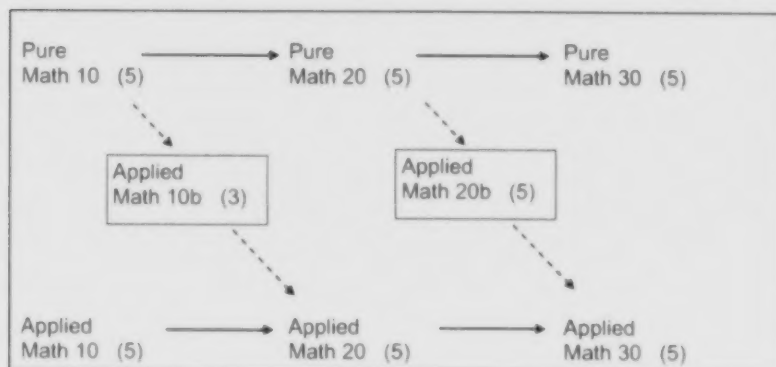 Pure Pure Pure
Math 10 (5) Math 20 (5) Math 30 (5)
Applied Applied
Math 10b (3) Math 20b (5)
Applied Applied Applied
Math 10 (5) Math 20 (5) Math 30 (5)